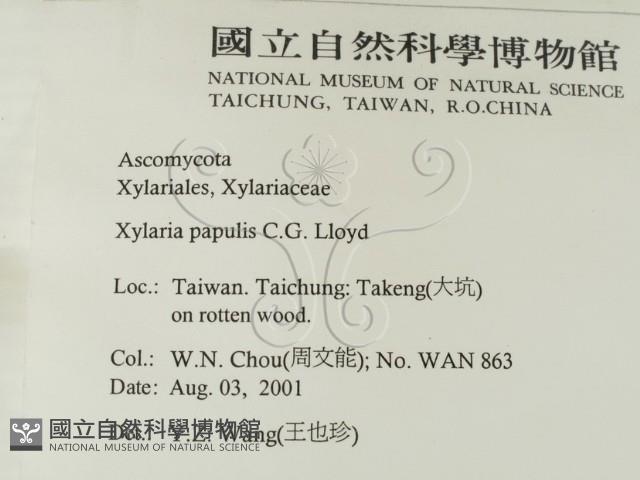 國立自然科學博物館
NATIONAL MUSEUM OF NATURAL SCIENCE
TAICHUNG, TAIWAN, R.O.CHINA
Ascomycota
Xylariales, Xylariaceae
Xylaria papulis C.G. Lloyd
Loc.: Taiwan. Taichung: Takeng(大坑)
on rotten wood.
Col.: W.N. Chou(周文能); No. WAN 863
Date: Aug. 03, 2001
Wang(王也珍)
國立自然科學博物館
NATIONAL MUSEUM OF NATURAL SCIENCE